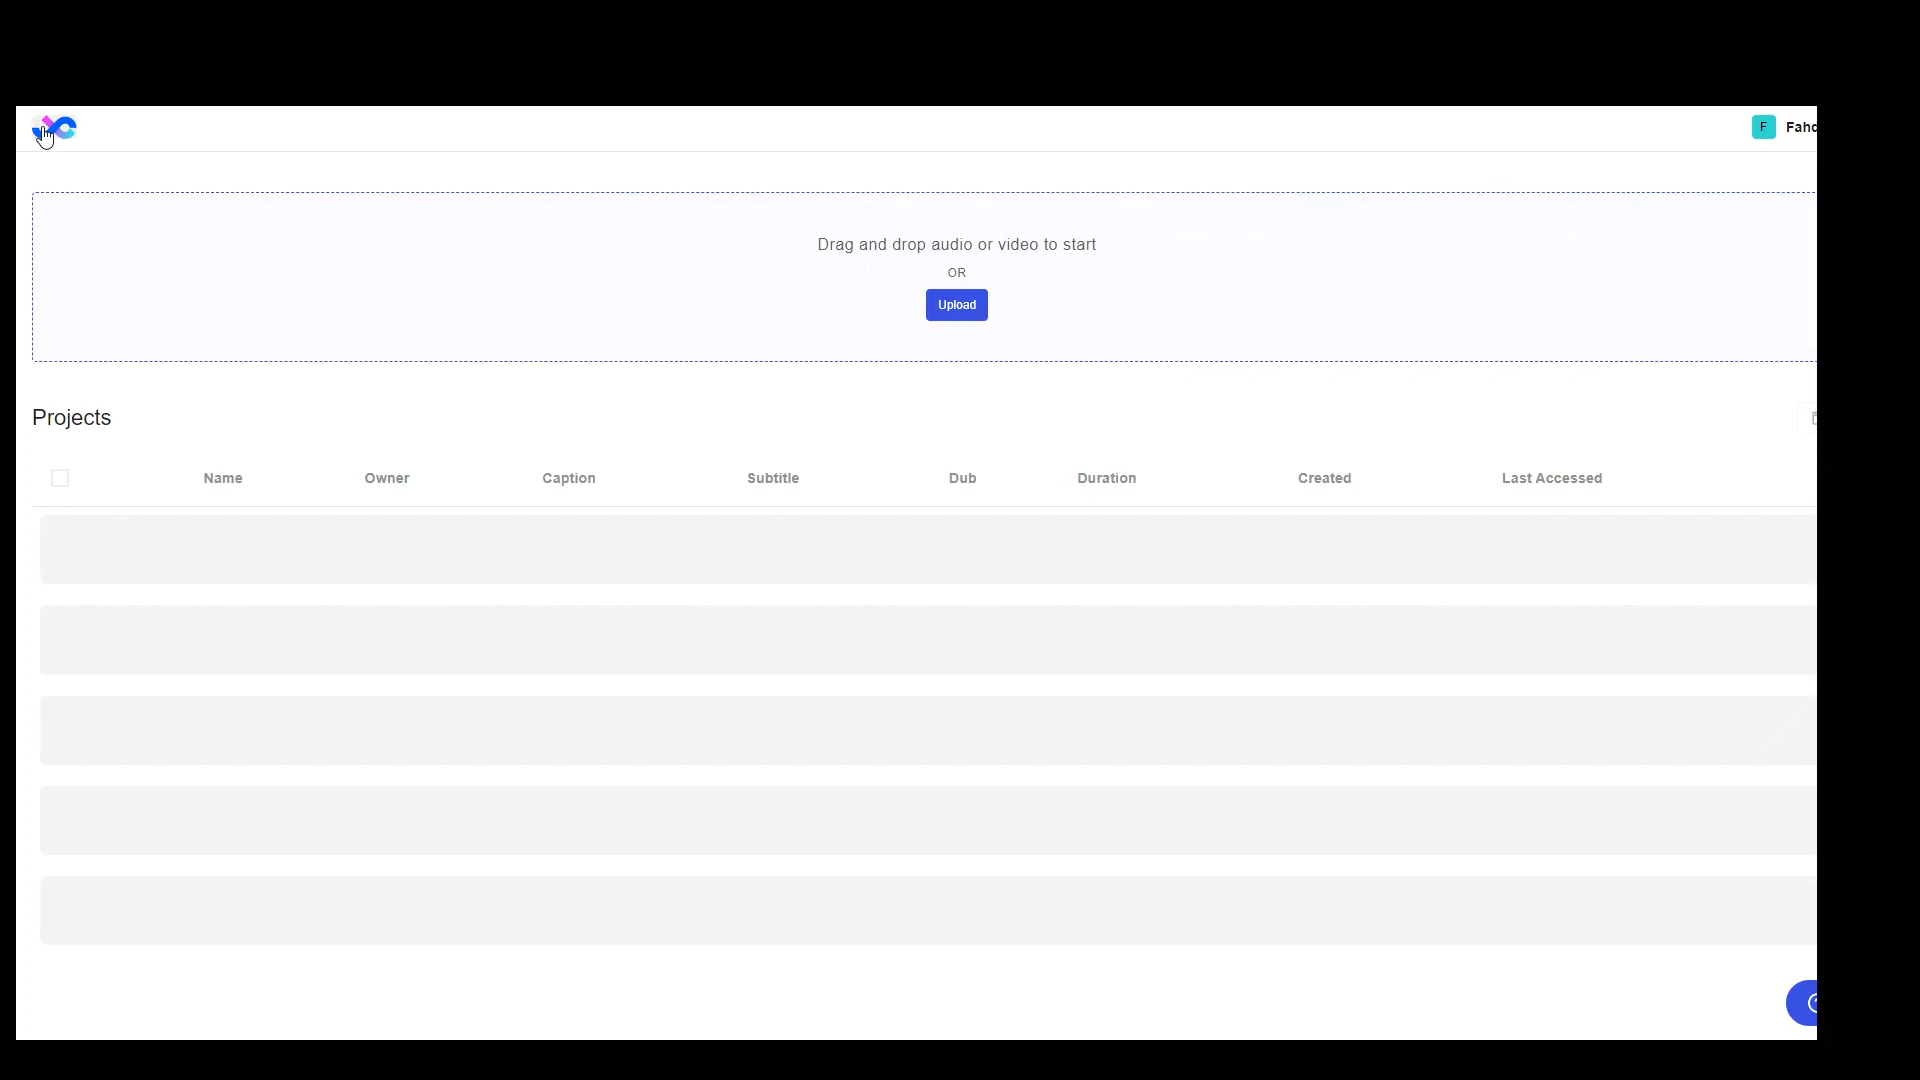 F Fahd
Drag and drop audio or video to start
OR
Upload
Projects
Name Owner Caption Subtitle Dub Duration Created Last Accessed